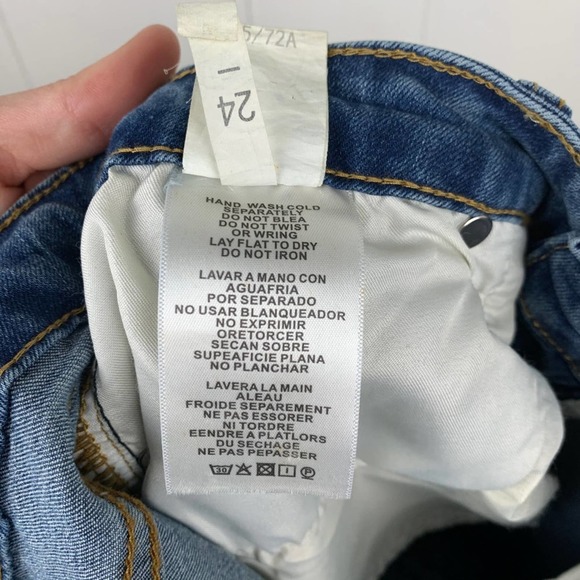 5/72A
24
HAND WASH COLD
SEPARATELY
DO NOT BLEA
DO NOT TWIST
OR WRING
LAY FLAT TO DRY
DO NOT IRON
LAVAR A MANO CON
AGUAFRIA
POR SEPARADO
NO USAR BLANQUEADOR
NO EXPRIMIR
ORETORCER
SECAN SOBRE
SUPEAFICIE PLANA
NO PLANCHAR
LAVERA LA MAIN
ALEAU
FROIDE SEPAREMENT
NE PAS ESSORER
NI TORDRE
EENDRE A PLATLORS
DU SECHAGE
NE PAS PEPASSER
30